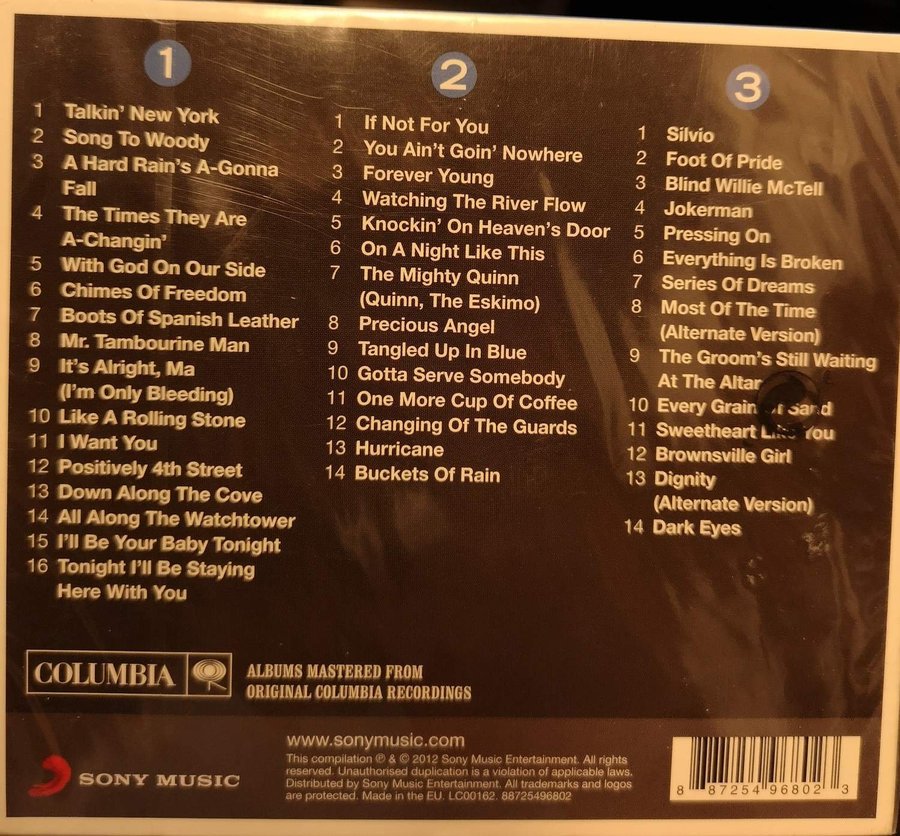 1
1 Talkin' New York
2 Song To Woody
3 A Hard Rain's A-Gonna
Fall
4 The Times They Are
A-Changin'
5 With God On Our Side
6 Chimes Of Freedom
7 Boots Of Spanish Leather
8 Mr. Tambourine Man
9 It's Alright, Ma
(I'm Only Bleeding)
10 Like A Rolling Stone
11 I Want You
12 Positively 4th Street
13 Down Along The Cove
14 All Along The Watchtower
15 I'll Be Your Baby Tonight
16 Tonight I'll Be Staying
Here With You
2
1 If Not For You
2 You Ain't Goin' Nowhere
3 Forever Young
4 Watching The River Flow
5 Knockin' On Heaven's Door
6 On A Night Like This
7 The Mighty Quinn
(Quinn, The Eskimo)
8 Precious Angel
9 Tangled Up In Blue
10 Gotta Serve Somebody
11 One More Cup Of Coffee
12 Changing Of The Guards
13 Hurricane
14 Buckets Of Rain
3
1 Silvio
2 Foot Of Pride
3 Blind Willie McTell
4 Jokerman
5 Pressing On
6 Everything Is Broken
7 Series Of Dreams
8 Most Of The Time
(Alternate Version)
9 The Groom's Still Waiting
At The Altar
10 Every Grain Of Sand
11 Sweetheart Like You
12 Brownsville Girl
13 Dignity
(Alternate Version)
14 Dark Eyes
COLUMBIA
ALBUMS MASTERED FROM
ORIGINAL COLUMBIA RECORDINGS
SONY MUSIC
www.sonymusic.com
This compilation ℗ & © 2012 Sony Music Entertainment. All rights
reserved. Unauthorised duplication is a violation of applicable laws.
Distributed by Sony Music Entertainment. All trademarks and logos
are protected. Made in the EU. LC00162. 88725496802
8 87254 96802 3